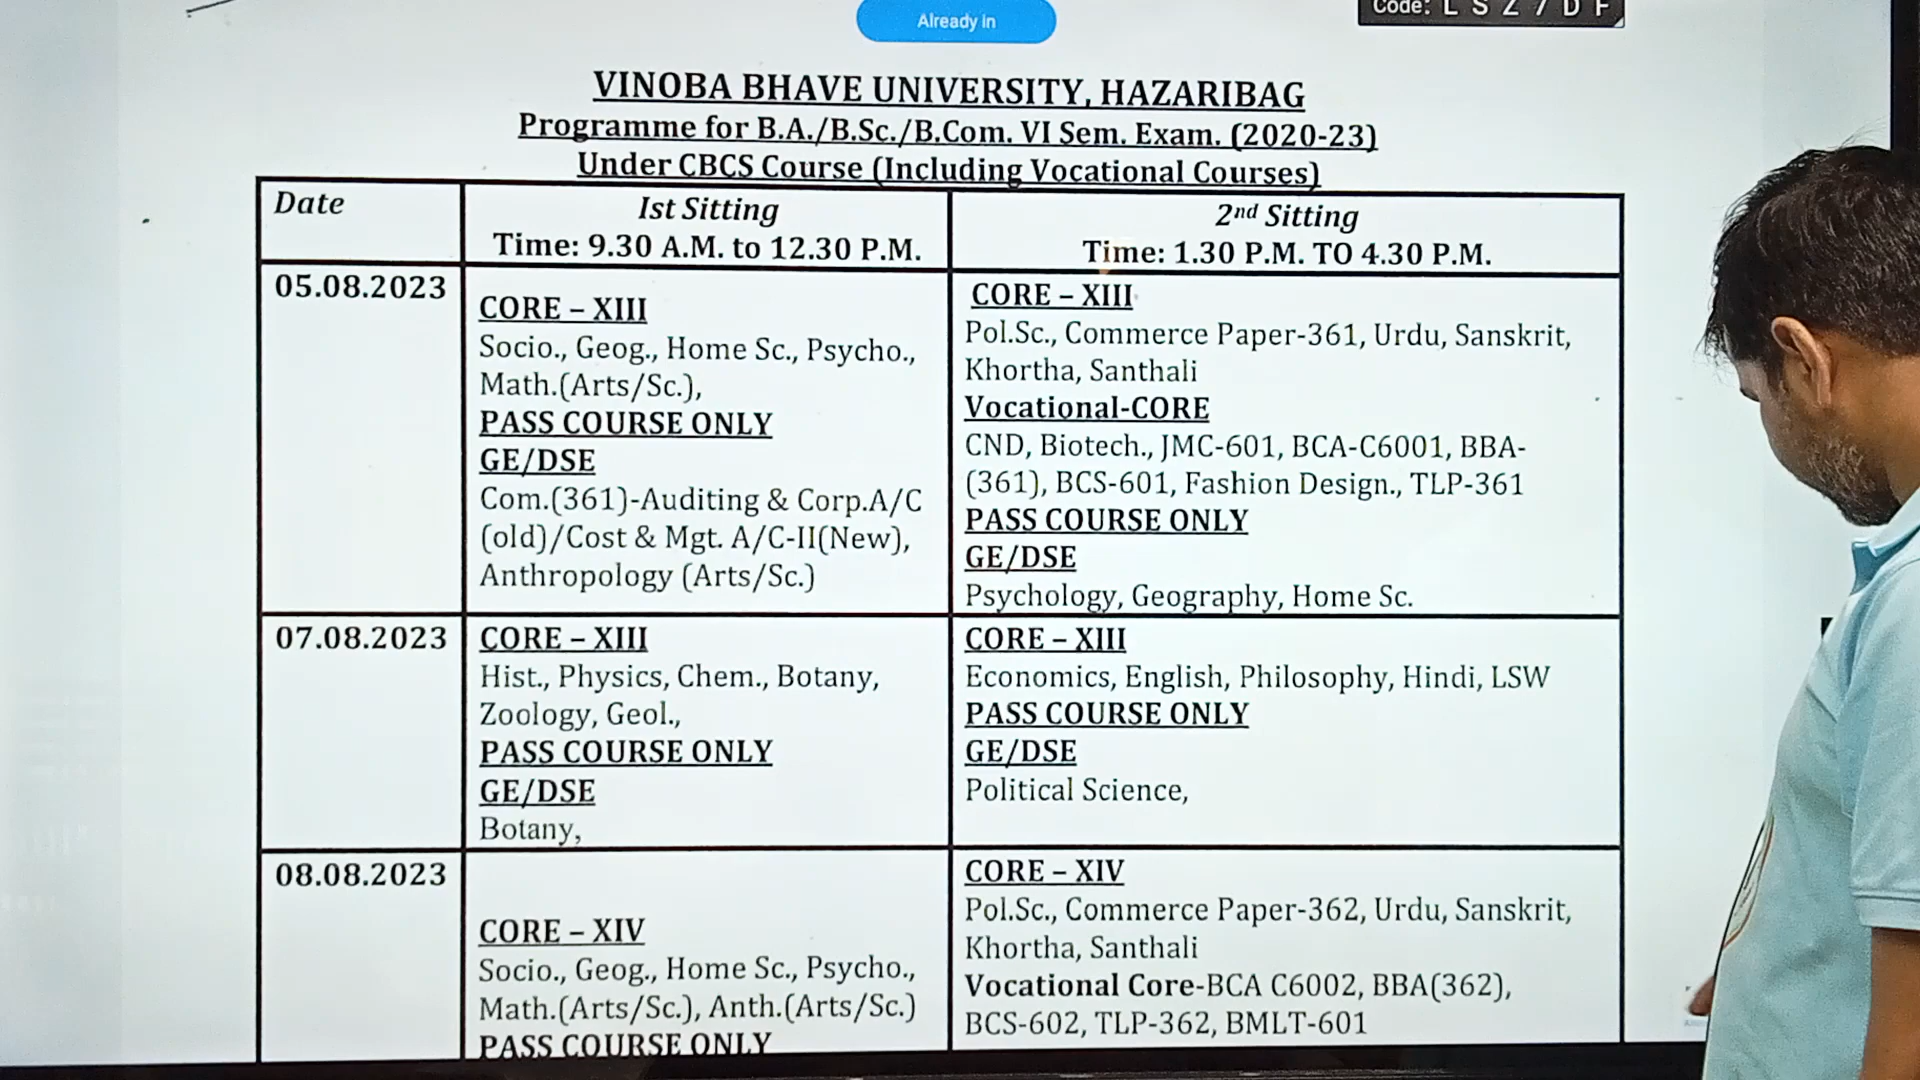 Already in
Code: L S Z 7 D F
VINOBA BHAVE UNIVERSITY, HAZARIBAG
Programme for B.A./B.Sc./B.Com. VI Sem. Exam. (2020-23)
Under CBCS Course (Including Vocational Courses)
Date
Ist Sitting
Time: 9.30 A.M. to 12.30 P.M.
2nd Sitting
Time: 1.30 P.M. TO 4.30 P.M.
05.08.2023
CORE – XIII
Socio., Geog., Home Sc., Psycho.,
Math.(Arts/Sc.),
PASS COURSE ONLY
GE/DSE
Com.(361)-Auditing & Corp.A/C
(old)/Cost & Mgt. A/C-II(New),
Anthropology (Arts/Sc.)
CORE – XIII
Pol.Sc., Commerce Paper-361, Urdu, Sanskrit,
Khortha, Santhali
Vocational-CORE
CND, Biotech., JMC-601, BCA-C6001, BBA-
(361), BCS-601, Fashion Design., TLP-361
PASS COURSE ONLY
GE/DSE
Psychology, Geography, Home Sc.
07.08.2023
CORE – XIII
Hist., Physics, Chem., Botany,
Zoology, Geol.,
PASS COURSE ONLY
GE/DSE
Botany,
CORE – XIII
Economics, English, Philosophy, Hindi, LSW
PASS COURSE ONLY
GE/DSE
Political Science,
08.08.2023
CORE – XIV
Socio., Geog., Home Sc., Psycho.,
Math.(Arts/Sc.), Anth.(Arts/Sc.)
PASS COURSE ONLY
CORE – XIV
Pol.Sc., Commerce Paper-362, Urdu, Sanskrit,
Khortha, Santhali
Vocational Core-BCA C6002, BBA(362),
BCS-602, TLP-362, BMLT-601